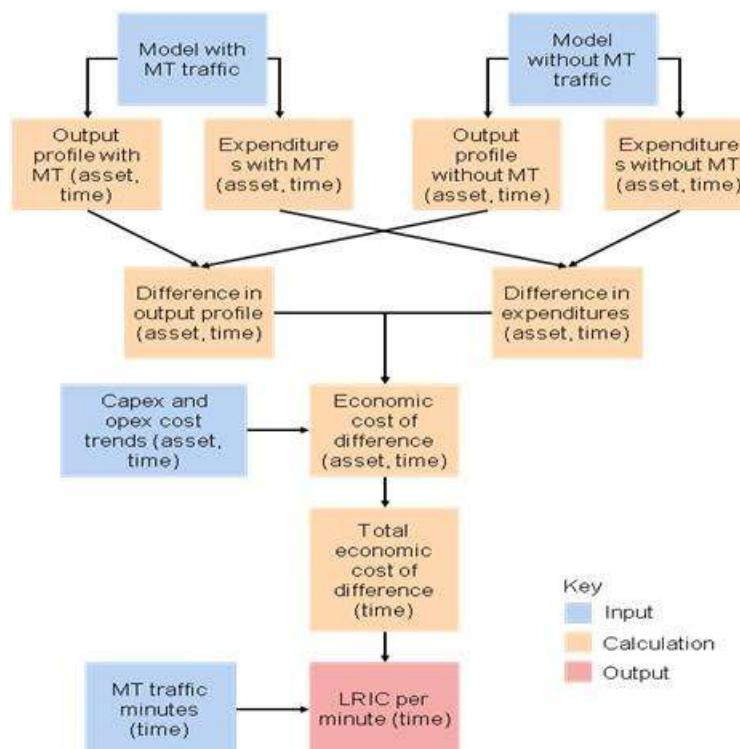 Model with
MT traffic
Model
without MT
traffic
Output
profile with
MT (asset,
time)
Expenditure
s with MT
(asset, time)
Output
profile
without MT
(asset, time)
Expenditure
s without MT
(asset, time)
Difference in
output profile
(asset, time)
Difference in
expenditures
(asset, time)
Capex and
opex cost
trends (asset,
time)
Economic
cost of
difference
(asset, time)
Total
economic
cost of
difference
(time)
Key
Input
Calculation
Output
MT traffic
minutes
(time)
LRIC per
minute (time)